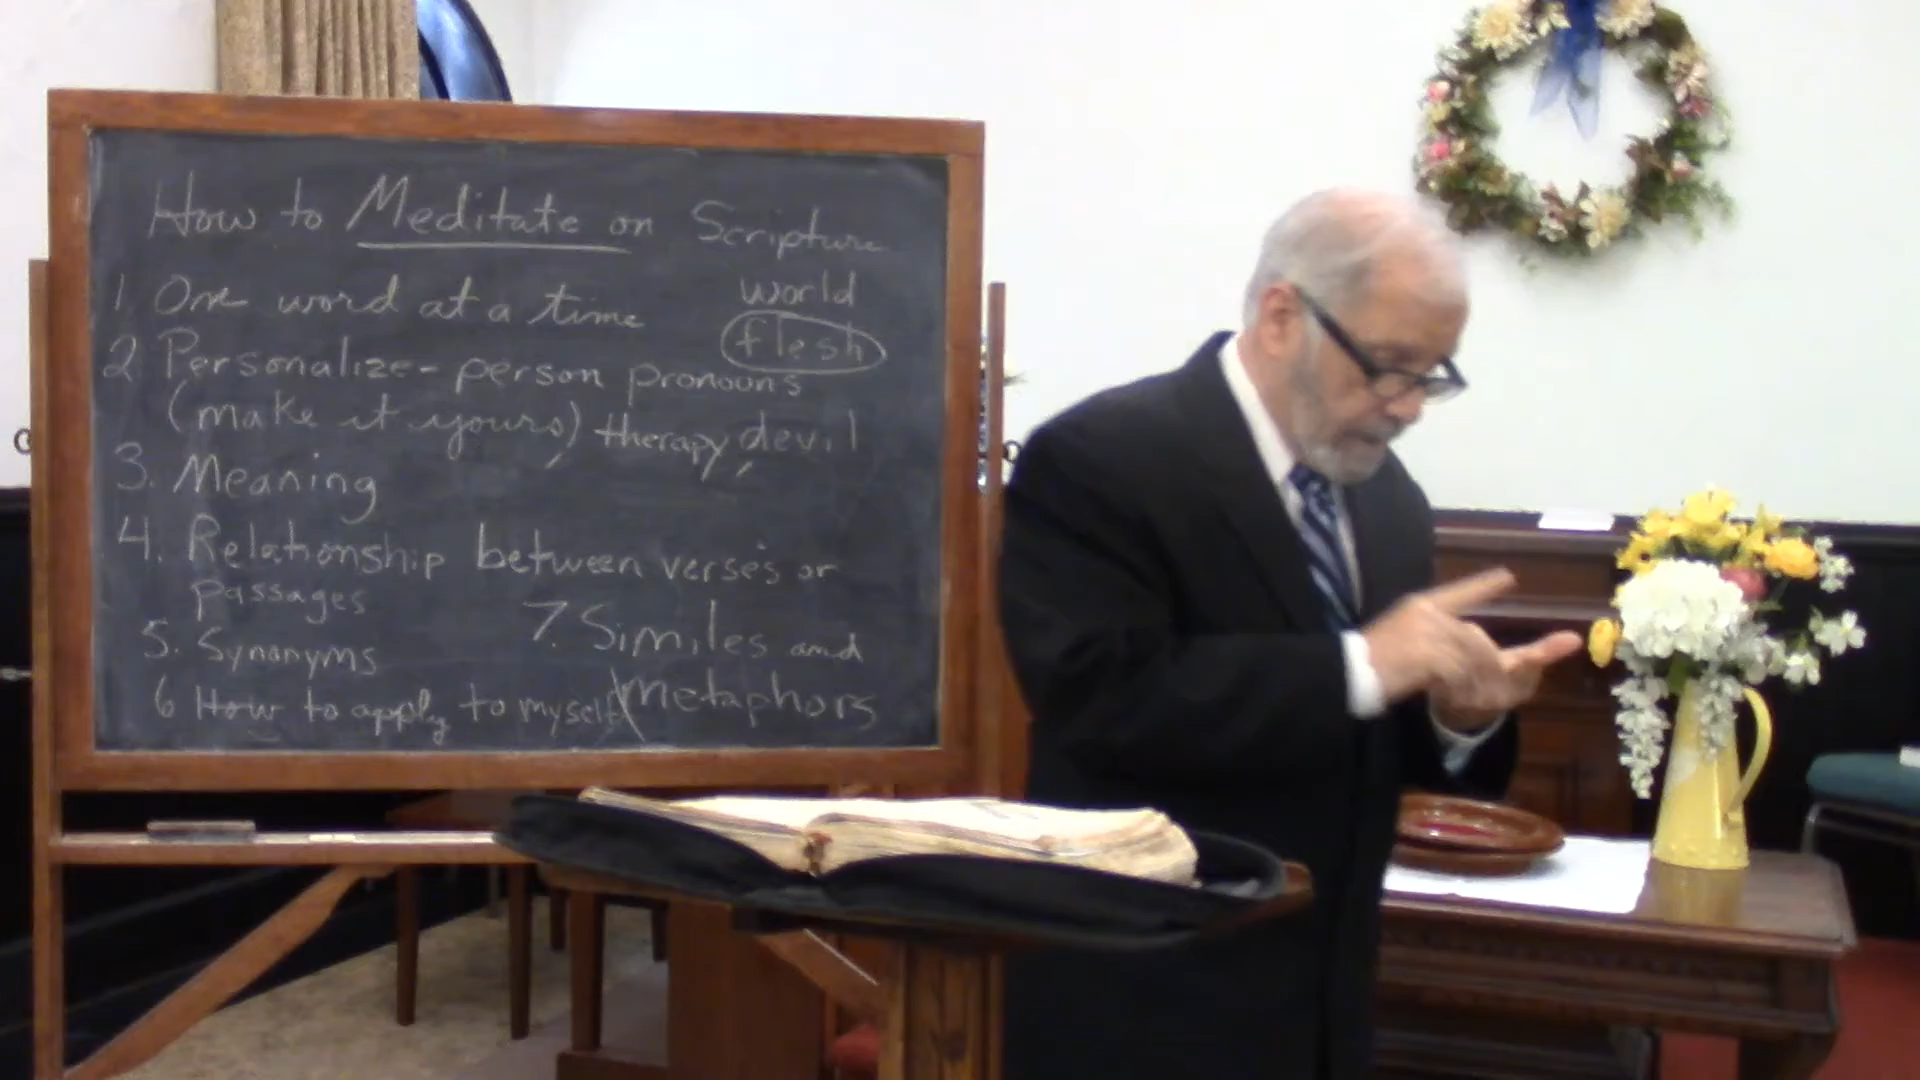 How to Meditate on Scripture
1. One word at a time
world
flesh
2 Personalize - person pronouns
(make it yours) therapy,
devil
3. Meaning
4. Relationship between verses or
passages
5. Synonyms
6 How to apply to myself
7. Similes and
Metaphors